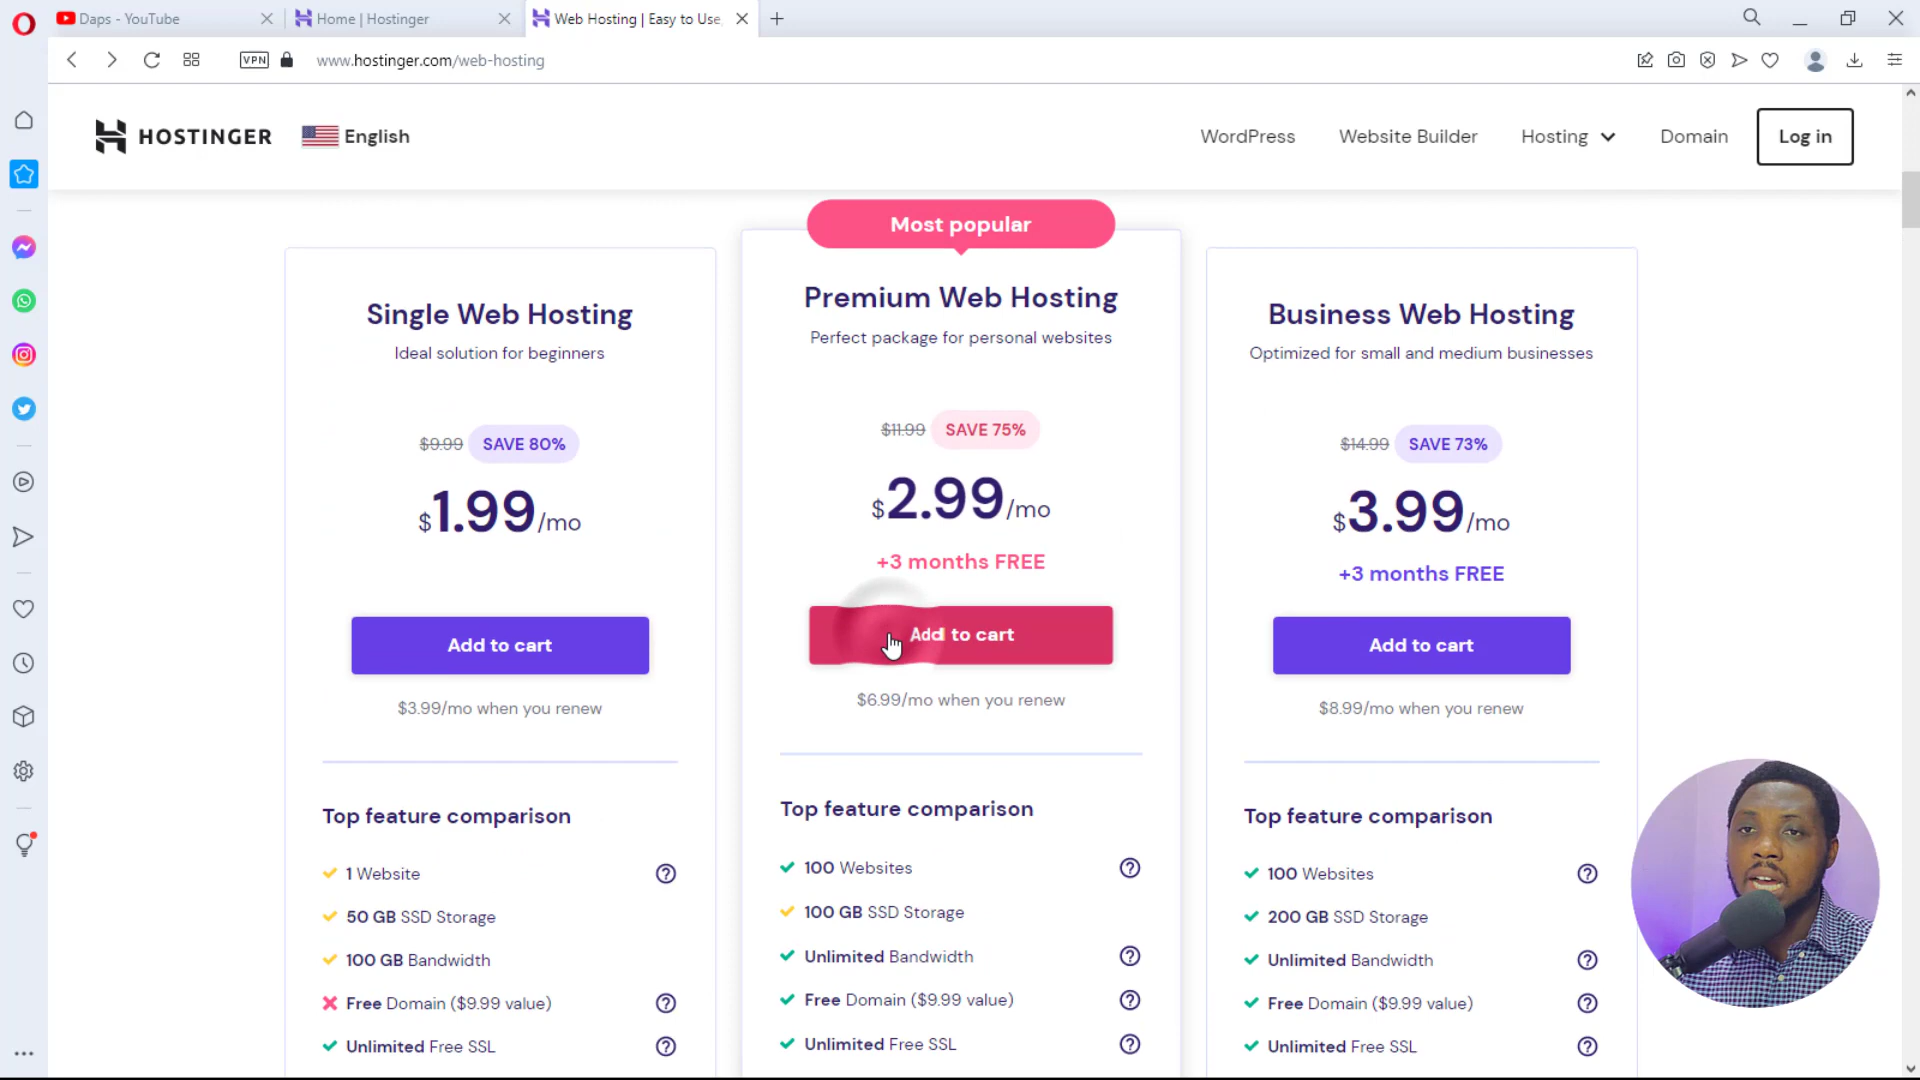 Daps - YouTube
Home | Hostinger
Web Hosting | Easy to Use,
VPN
www.hostinger.com/web-hosting
HOSTINGER
English
WordPress
Website Builder
Hosting
Domain
Log in
Most popular
Single Web Hosting
Ideal solution for beginners
$9.99 SAVE 80%
$1.99/mo
Add to cart
$3.99/mo when you renew
Top feature comparison
1 Website
50 GB SSD Storage
100 GB Bandwidth
Free Domain ($9.99 value)
Unlimited Free SSL
Premium Web Hosting
Perfect package for personal websites
$11.99 SAVE 75%
$2.99/mo
+3 months FREE
Add to cart
$6.99/mo when you renew
Top feature comparison
100 Websites
100 GB SSD Storage
Unlimited Bandwidth
Free Domain ($9.99 value)
Unlimited Free SSL
Business Web Hosting
Optimized for small and medium businesses
$14.99 SAVE 73%
$3.99/mo
+3 months FREE
Add to cart
$8.99/mo when you renew
Top feature comparison
100 Websites
200 GB SSD Storage
Unlimited Bandwidth
Free Domain ($9.99 value)
Unlimited Free SSL